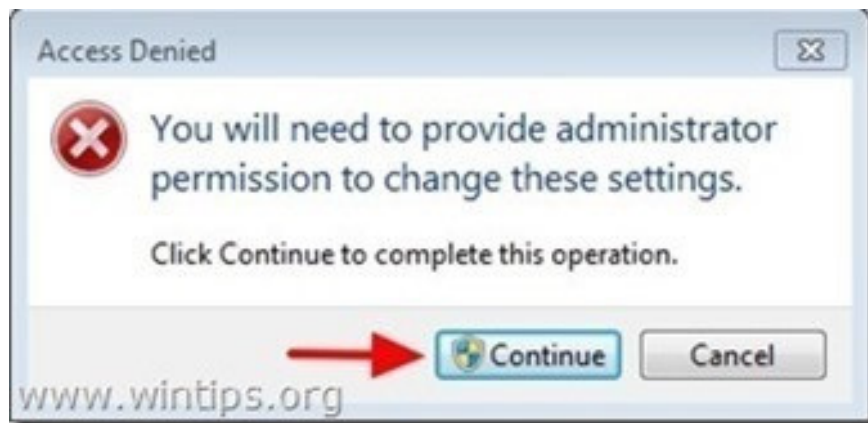 Access Denied
You will need to provide administrator
permission to change these settings.
Click Continue to complete this operation.
Continue
Cancel
www.wintips.org